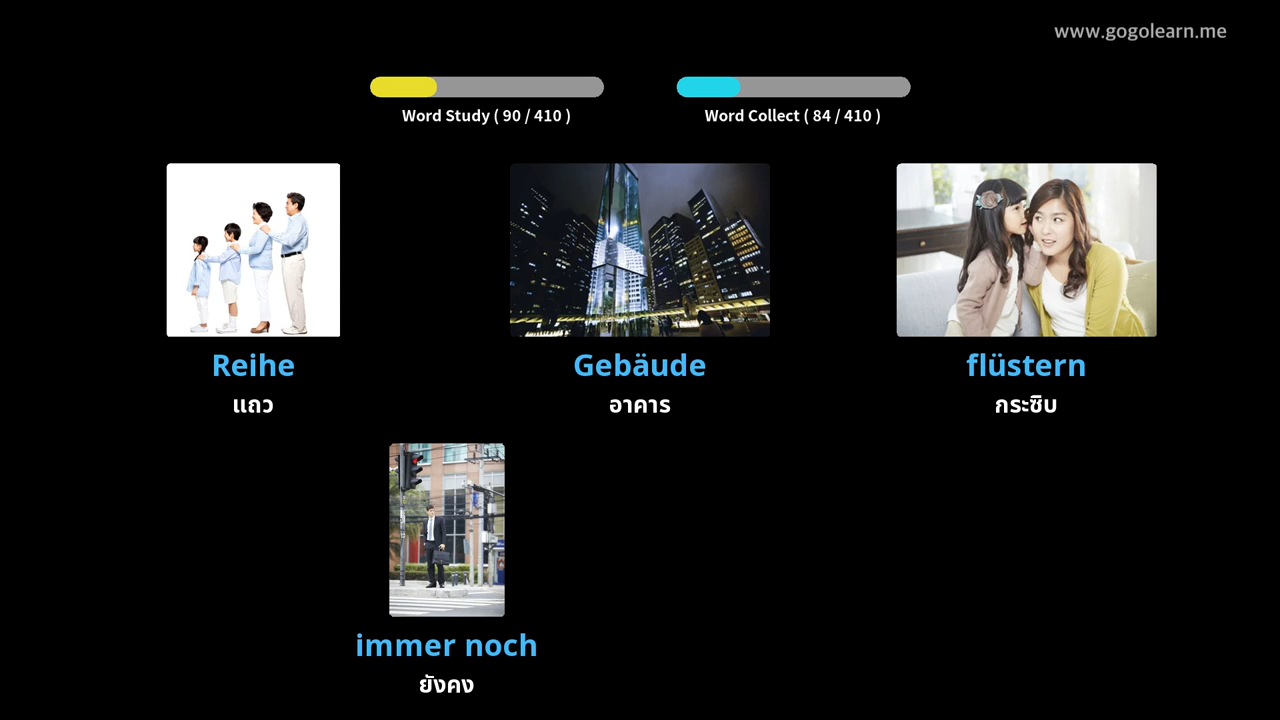 www.gogolearn.me
Word Study ( 90 / 410 )
Word Collect ( 84 / 410 )
Reihe
แถว
Gebäude
อาคาร
flüstern
กระซิบ
immer noch
ยังคง